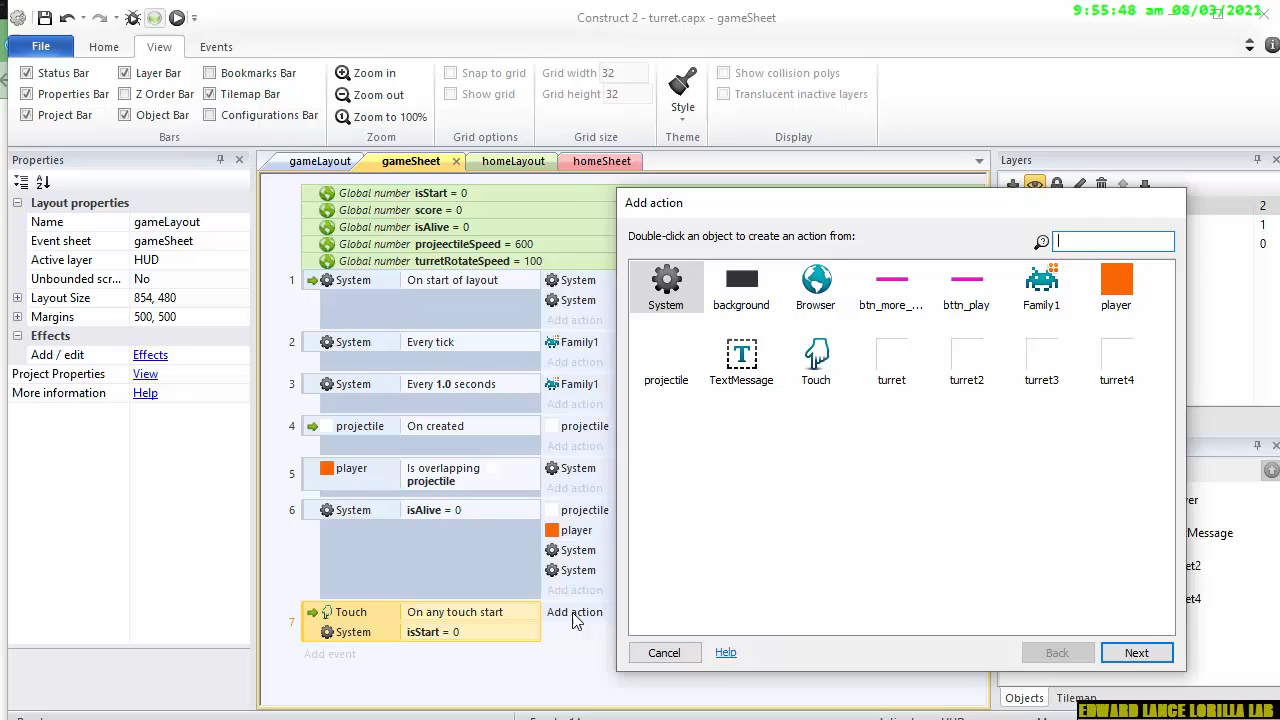 Construct 2 - turret.capx - gameSheet
9:55:48 am 08/03/2021
File
Home
View
Events
Status Bar
Layer Bar
Bookmarks Bar
Properties Bar
Z Order Bar
Tilemap Bar
Project Bar
Object Bar
Configurations Bar
Bars
Zoom in
Zoom out
Zoom to 100%
Zoom
Snap to grid
Show grid
Grid options
Grid width 32
Grid height 32
Grid size
Style
Theme
Show collision polys
Translucent inactive layers
Display
Properties
Layout properties
Name gameLayout
Event sheet gameSheet
Active layer HUD
Unbounded scr... No
Layout Size 854, 480
Margins 500, 500
Effects
Add / edit Effects
Project Properties View
More information Help
gameLayout
gameSheet
homeLayout
homeSheet
Global number isStart = 0
Global number score = 0
Global number isAlive = 0
Global number projeectileSpeed = 600
Global number turretRotateSpeed = 100
1 System On start of layout System
System
Add action
2 System Every tick Family1
Add action
3 System Every 1.0 seconds Family1
Add action
4 projectile On created projectile
Add action
5 player Is overlapping projectile System
Add action
6 System isAlive = 0 projectile
player
System
System
Add action
7 Touch On any touch start Add action
System isStart = 0
Add event
Add action
Double-click an object to create an action from:
System
background
Browser
btn_more_...
bttn_play
Family1
player
projectile
TextMessage
Touch
turret
turret2
turret3
turret4
Cancel
Help
Back
Next
Layers
2
1
0
Objects
Tilemap
EDWARD LANCE LORILLA LAB